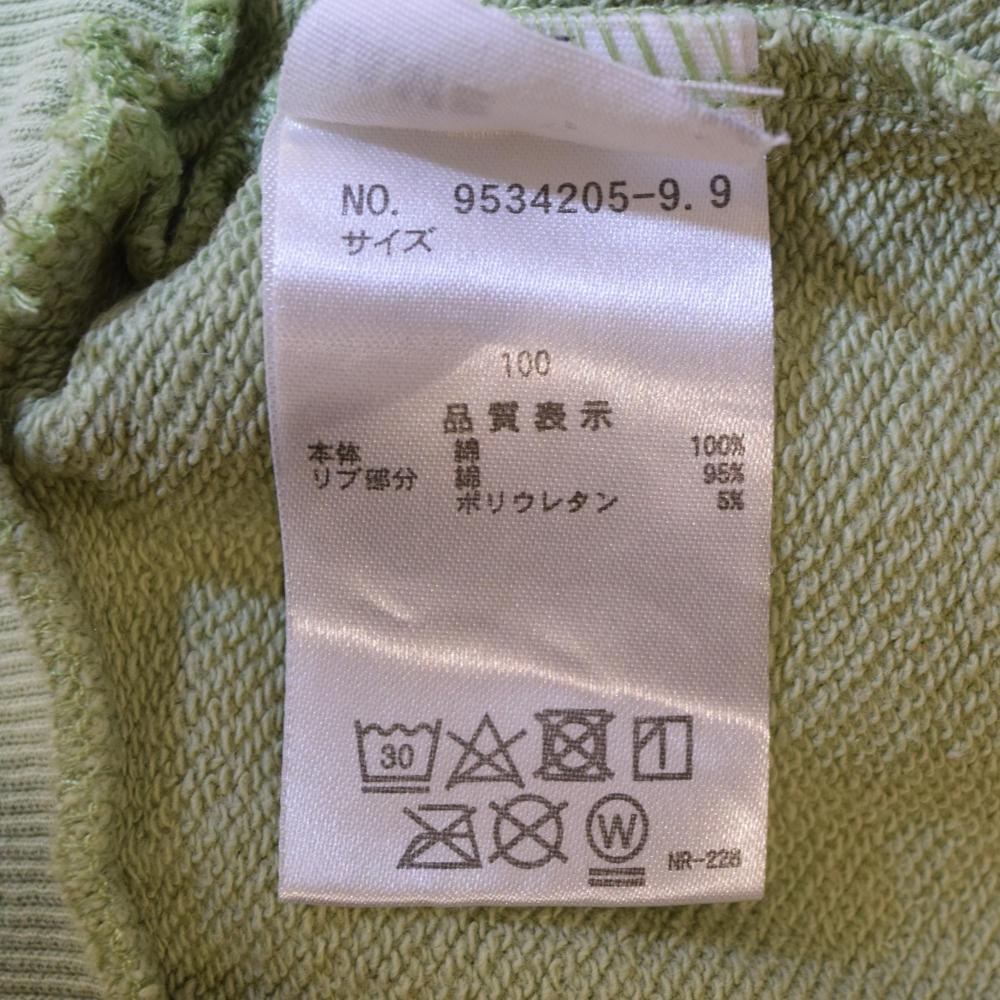 NO. 9534205-9.9
サイズ
100
品質表示
本体 綿 100%
リブ部分 綿 95%
ポリウレタン 5%
30
W
NR-228